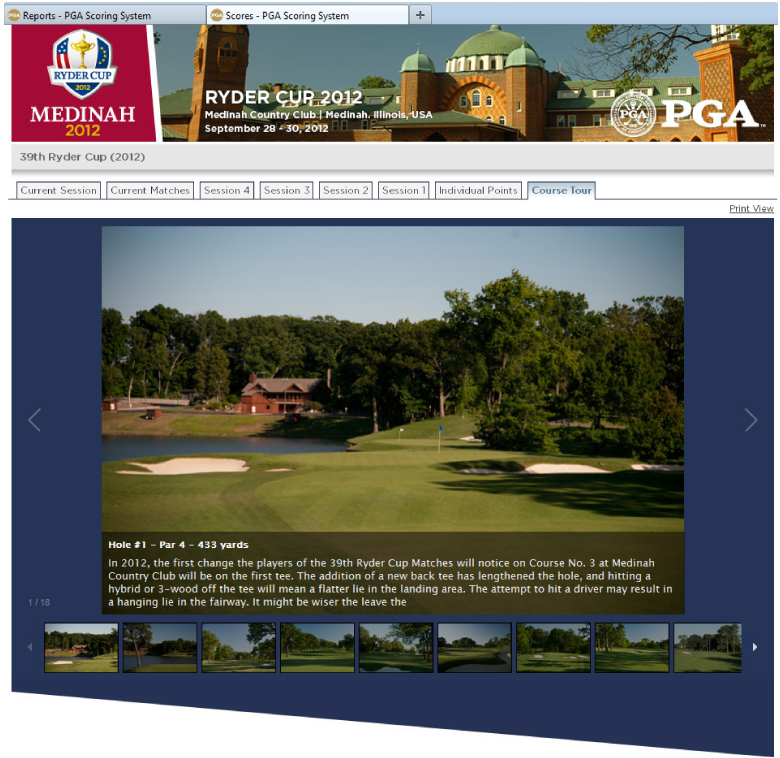 Reports - PGA Scoring System
Scores - PGA Scoring System
RYDER CUP
2012
MEDINAH
2012
RYDER CUP 2012
Medinah Country Club | Medinah, Illinois, USA
September 28 - 30, 2012
PGA
PGA
39th Ryder Cup (2012)
Current Session
Current Matches
Session 4
Session 3
Session 2
Session 1
Individual Points
Course Tour
Print View
Hole #1 - Par 4 - 433 yards
In 2012, the first change the players of the 39th Ryder Cup Matches will notice on Course No. 3 at Medinah
Country Club will be on the first tee. The addition of a new back tee has lengthened the hole, and hitting a
hybrid or 3-wood off the tee will mean a flatter lie in the landing area. The attempt to hit a driver may result in
a hanging lie in the fairway. It might be wiser the leave the
1 / 18